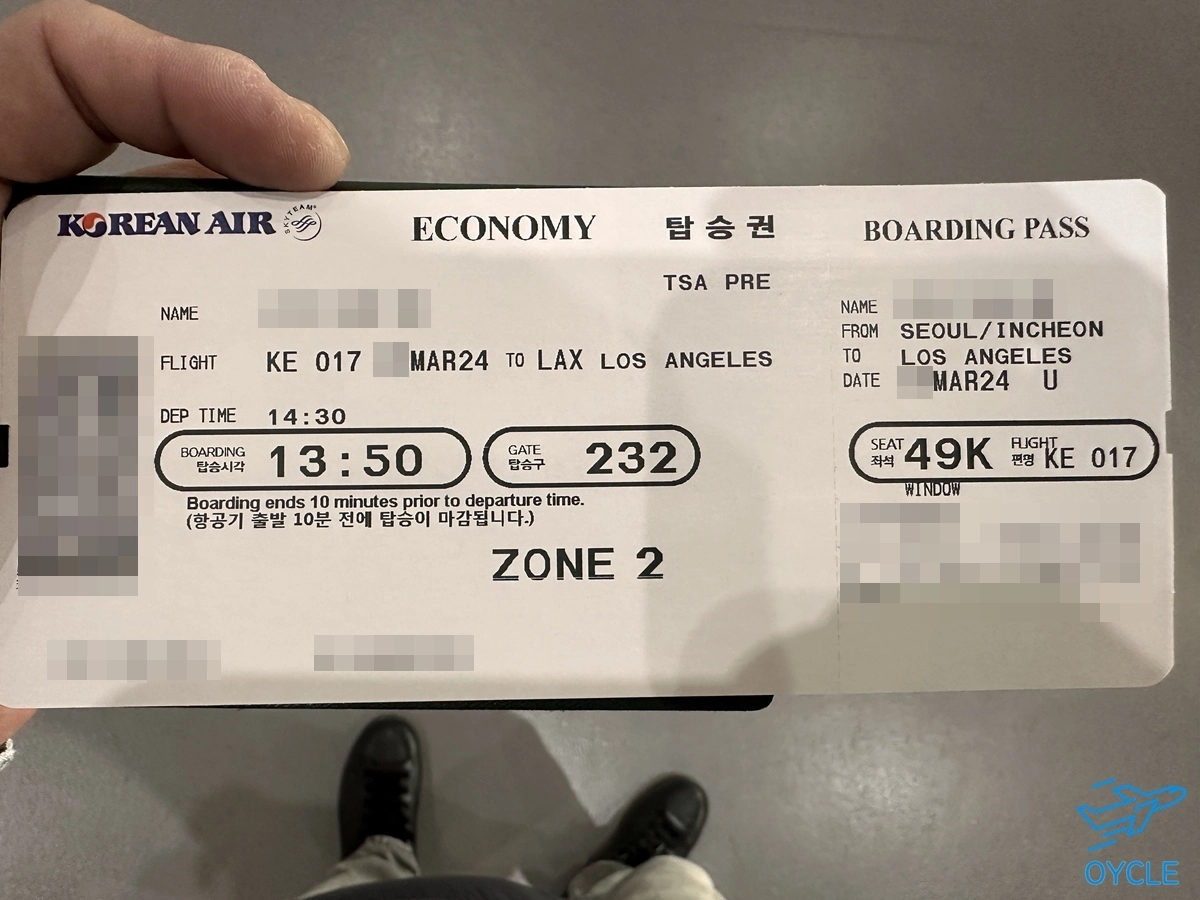 KOREAN AIR SKYTEAM ECONOMY 탑승권 BOARDING PASS
TSA PRE
NAME
FLIGHT KE 017 MAR24 TO LAX LOS ANGELES
DEP TIME 14:30
BOARDING 탑승시각 13:50 GATE 탑승구 232
Boarding ends 10 minutes prior to departure time.
(항공기 출발 10분 전에 탑승이 마감됩니다.)
ZONE 2
NAME
FROM SEOUL/INCHEON
TO LOS ANGELES
DATE MAR24 U
SEAT 좌석 49K FLIGHT 편명 KE 017
WINDOW
OYCLE